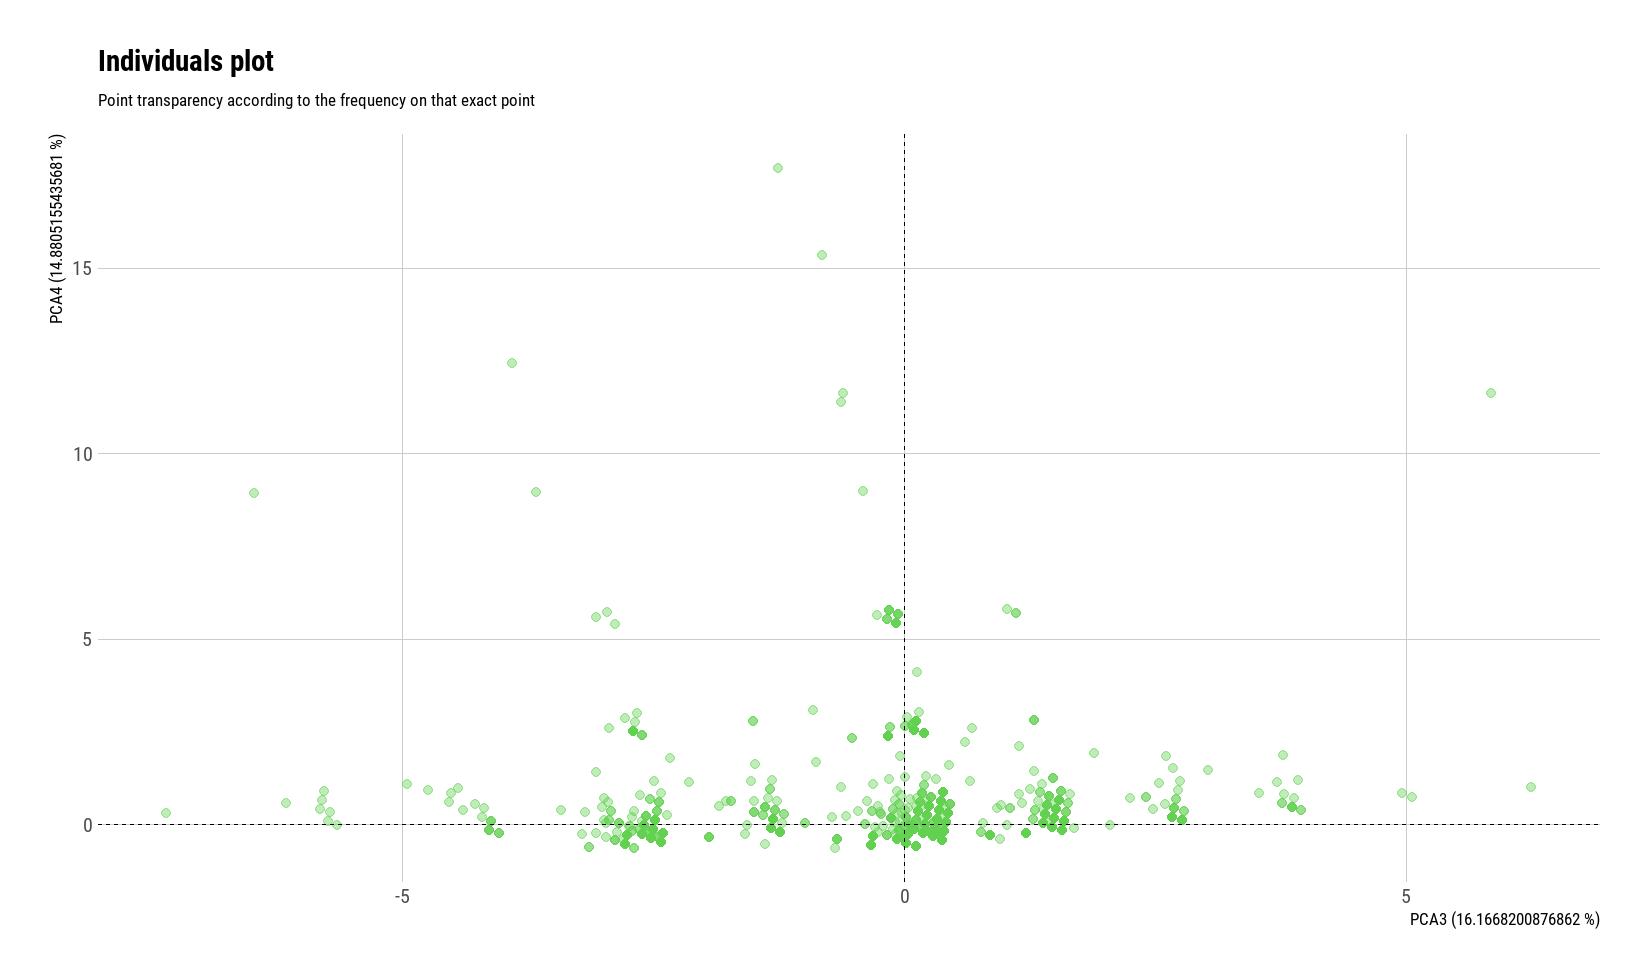 Individuals plot
Point transparency according to the frequency on that exact point
PCA4 (14.8805155435681 %)
15
10
5
0
-5
0
5
PCA3 (16.1668200876862 %)